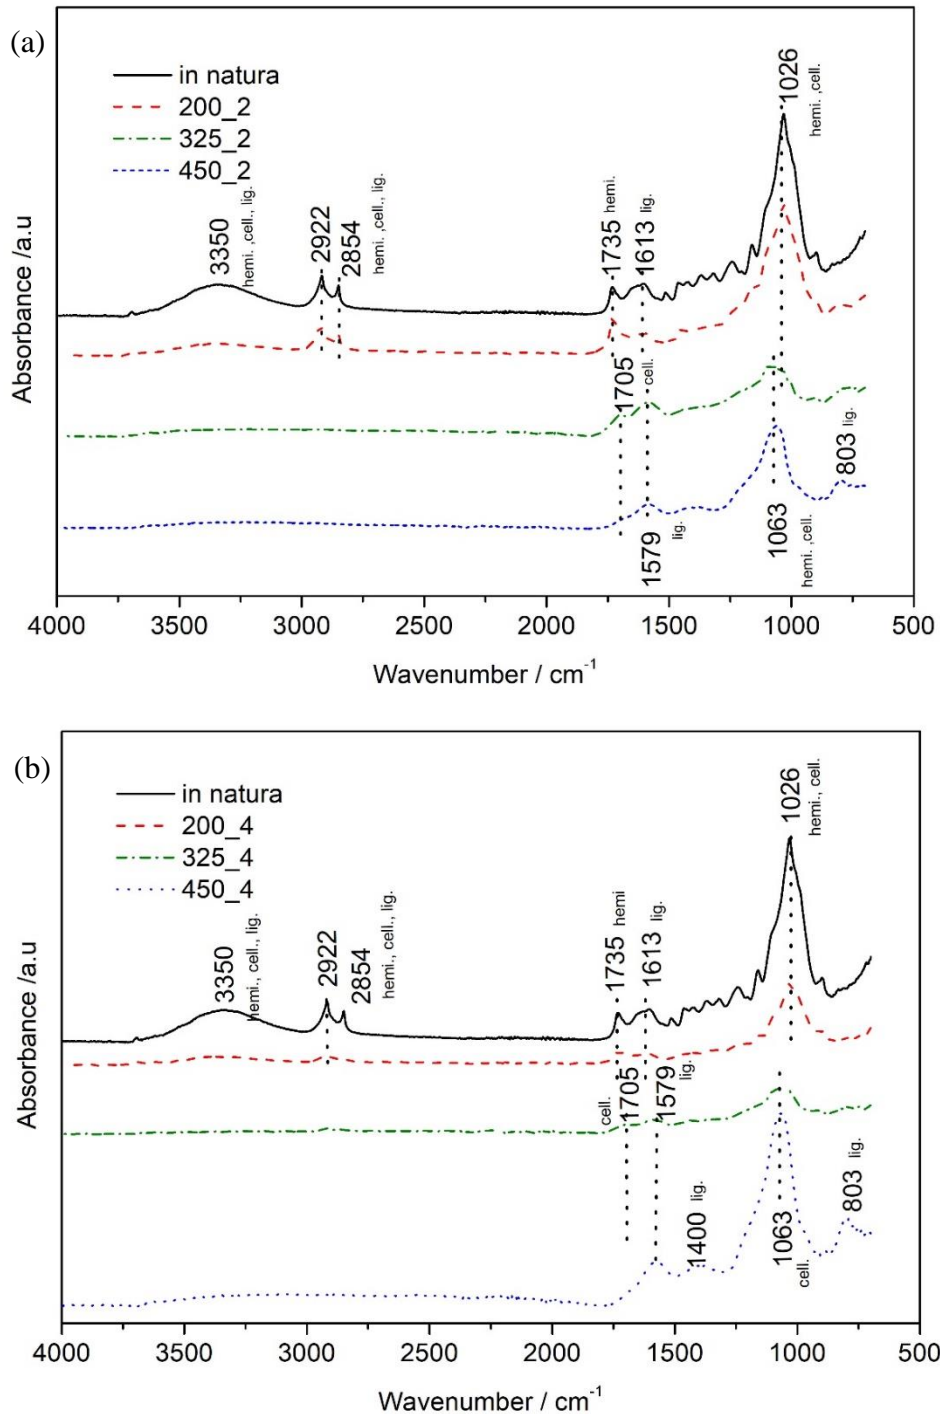 (a)
in natura
200_2
325_2
450_2
3350 hemi. ,cell., lig.
2922
2854 hemi. ,cell., lig.
1735 hemi.
1613 lig.
1026 hemi. ,cell.
1705 cell.
1579 lig.
1063 hemi. ,cell.
803 lig.
Absorbance /a.u
4000 3500 3000 2500 2000 1500 1000 500
Wavenumber / cm-1
(b)
in natura
200_4
325_4
450_4
3350 hemi., cell., lig.
2922
2854 hemi., cell., lig.
1735 hemi
1613 lig.
1026 hemi., cell.
1705 cell.
1579 lig.
1400 lig.
1063 cell.
803 lig.
Absorbance /a.u
4000 3500 3000 2500 2000 1500 1000 500
Wavenumber / cm-1